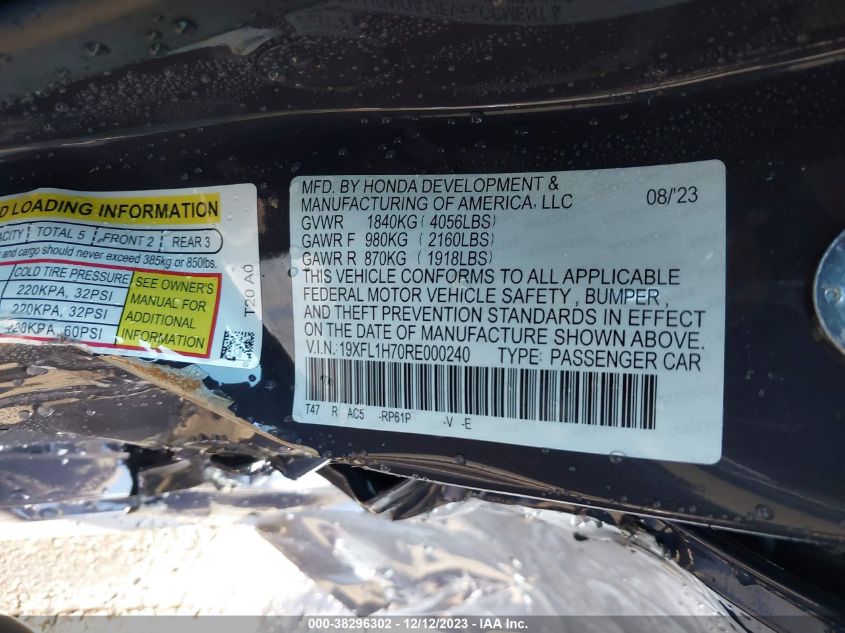 D LOADING INFORMATION
ACITY TOTAL 5 FRONT 2 REAR 3
and cargo should never exceed 385kg or 850lbs.
COLD TIRE PRESSURE
220KPA, 32PSI
220KPA, 32PSI
420KPA, 60PSI
SEE OWNER'S
MANUAL FOR
ADDITIONAL
INFORMATION
T20 A0
MFD. BY HONDA DEVELOPMENT &
MANUFACTURING OF AMERICA, LLC 08/'23
GVWR 1840KG (4056LBS)
GAWR F 980KG (2160LBS)
GAWR R 870KG (1918LBS)
THIS VEHICLE CONFORMS TO ALL APPLICABLE
FEDERAL MOTOR VEHICLE SAFETY, BUMPER,
AND THEFT PREVENTION STANDARDS IN EFFECT
ON THE DATE OF MANUFACTURE SHOWN ABOVE.
V.I.N.:19XFL1H70RE000240 TYPE: PASSENGER CAR
T47 R AC5 -RP61P -V -E
000-38296302 - 12/12/2023 - IAA Inc.